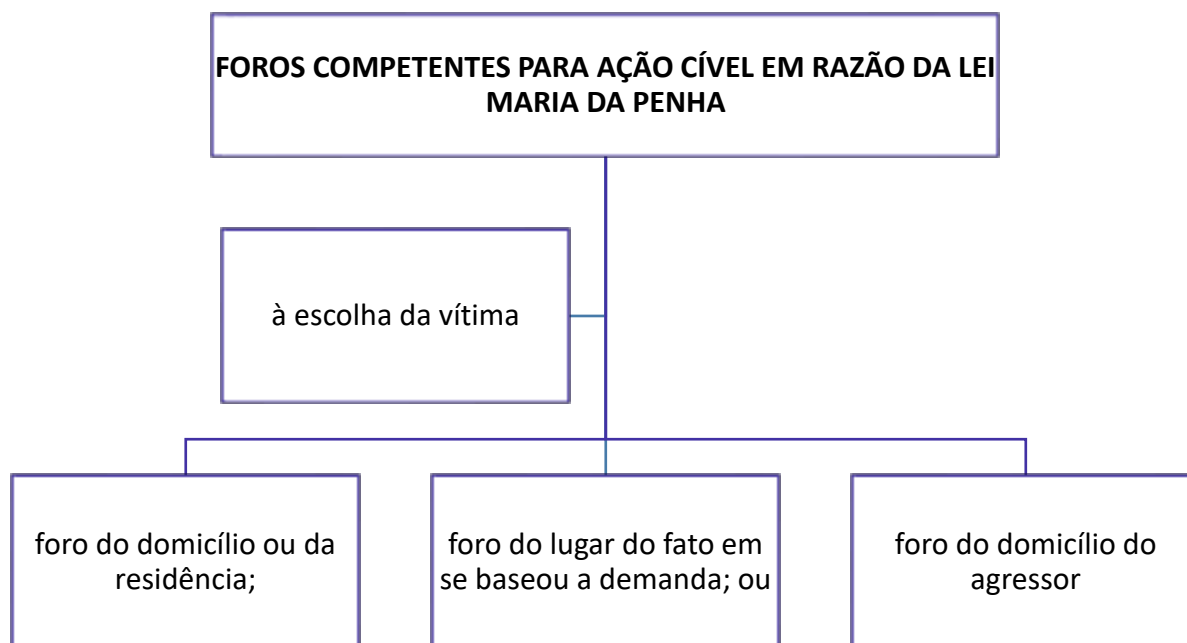 FOROS COMPETENTES PARA AÇÃO CÍVEL EM RAZÃO DA LEI
MARIA DA PENHA
à escolha da vítima
foro do domicílio ou da
residência;
foro do lugar do fato em
se baseou a demanda; ou
foro do domicílio do
agressor